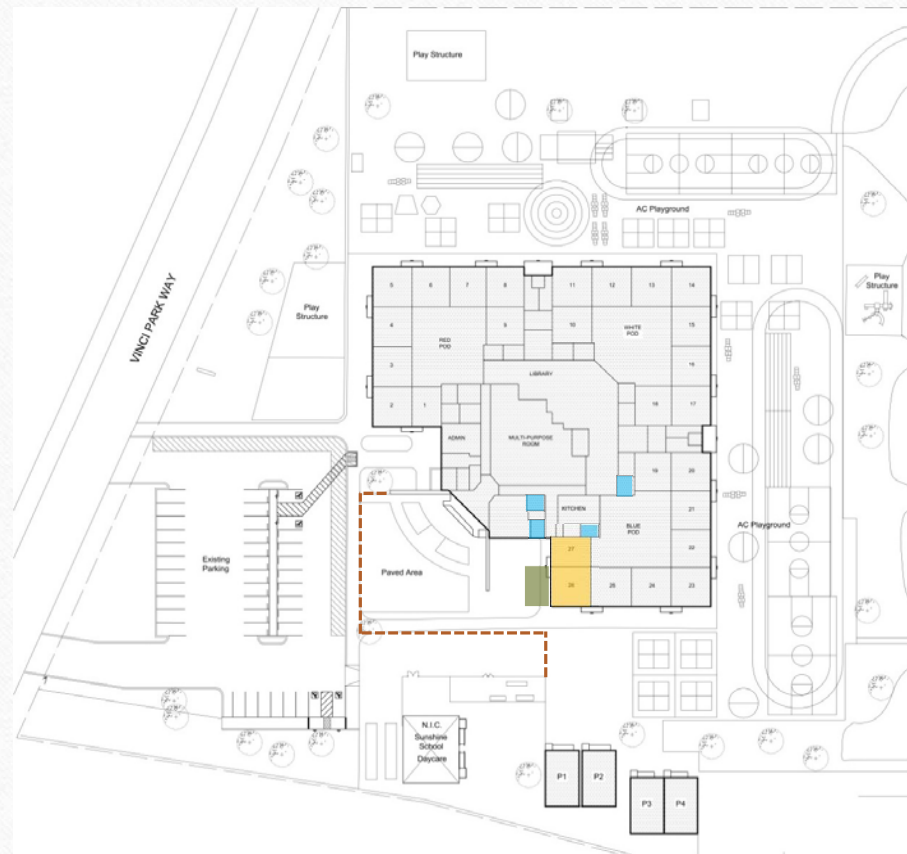 Play Structure
AC Playground
Play
Structure
VINCI PARK WAY
Play
Structure
5
6
7
8
11
12
13
14
4
9
10
15
RED
POD
WHITE
POD
3
LIBRARY
2
1
16
17
ADMIN
MULTI-PURPOSE
ROOM
19
20
KITCHEN
21
BLUE
POD
AC Playground
Existing
Parking
Paved Area
27
22
25
24
23
N.I.C.
Sunshine
School
Daycare
P1
P2
P3
P4